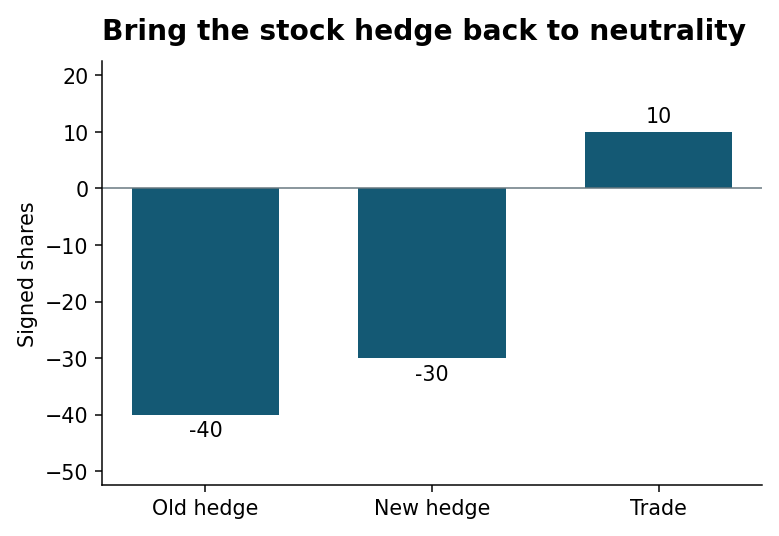 Bring the stock hedge back to neutrality
Signed shares
20
10
0
−10
−20
−30
−40
−50
-40
-30
10
Old hedge
New hedge
Trade